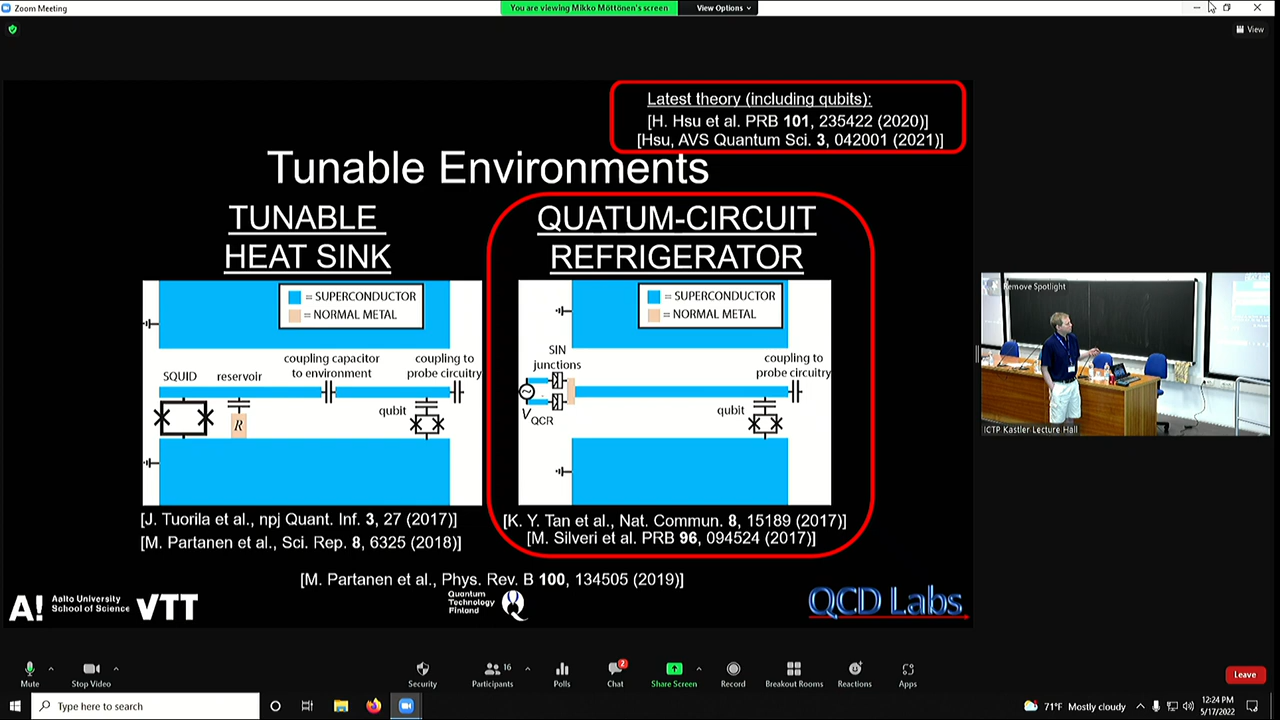 Zoom Meeting
You are viewing Mikko Möttönen's screen
View Options
View
Latest theory (including qubits):
[H. Hsu et al. PRB 101, 235422 (2020)]
[Hsu, AVS Quantum Sci. 3, 042001 (2021)]
Tunable Environments
TUNABLE
HEAT SINK
= SUPERCONDUCTOR
= NORMAL METAL
coupling capacitor
to environment
coupling to
probe circuitry
SQUID
reservoir
qubit
R
[J. Tuorila et al., npj Quant. Inf. 3, 27 (2017)]
[M. Partanen et al., Sci. Rep. 8, 6325 (2018)]
QUATUM-CIRCUIT
REFRIGERATOR
= SUPERCONDUCTOR
= NORMAL METAL
SIN
junctions
coupling to
probe circuitry
VQCR
qubit
[K. Y. Tan et al., Nat. Commun. 8, 15189 (2017)]
[M. Silveri et al. PRB 96, 094524 (2017)]
[M. Partanen et al., Phys. Rev. B 100, 134505 (2019)]
A! Aalto University
School of Science
VTT
Quantum
Technology
Finland
QCD Labs
Remove Spotlight
ICTP Kastler Lecture Hall
Mute
Stop Video
Security
16
Participants
Polls
2
Chat
Share Screen
Record
Breakout Rooms
Reactions
Apps
Leave
Type here to search
71°F Mostly cloudy
12:24 PM
5/17/2022